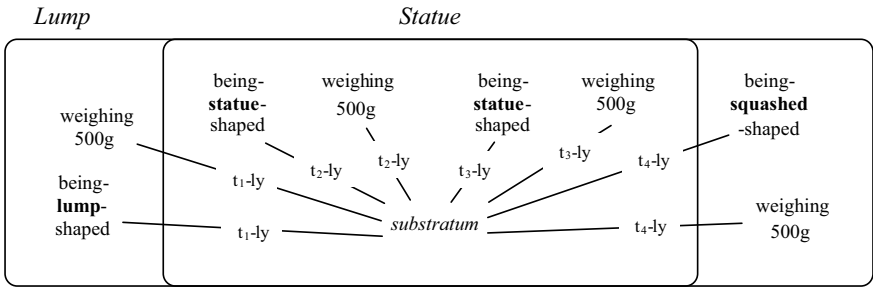 Lump
Statue
weighing
500g
being-
lump-
shaped
t₁-ly
t₁-ly
being-
statue-
shaped
t₂-ly
weighing
500g
t₂-ly
substratum
being-
statue-
shaped
t₃-ly
weighing
500g
t₃-ly
being-
squashed
-shaped
t₄-ly
weighing
500g
t₄-ly